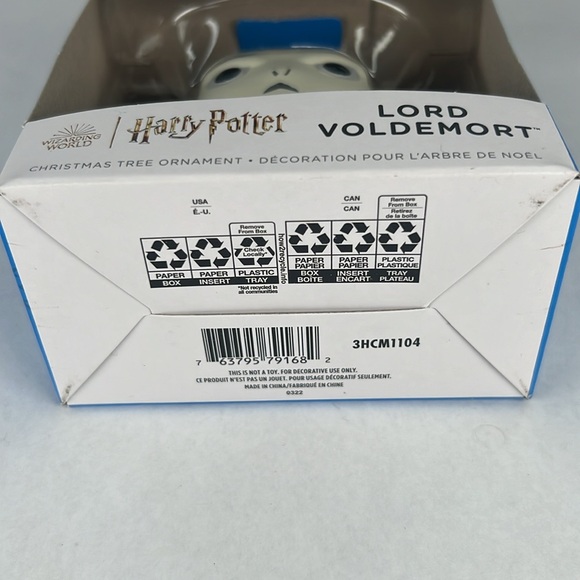 WIZARDING WORLD
Harry Potter
LORD
VOLDEMORT™
CHRISTMAS TREE ORNAMENT • DÉCORATION POUR L'ARBRE DE NOËL
USA
É.-U.
CAN
CAN
Remove
From Box
Check
Locally*
PAPER
BOX
PAPER
INSERT
PLASTIC
TRAY
*Not recycled in
all communities
how2recycle.info
Remove
From Box
Retirez
de la boîte
PAPER
PAPIER
BOX
BOÎTE
PAPER
PAPIER
INSERT
ENCART
PLASTIC
PLASTIQUE
TRAY
PLATEAU
7 63795 79168 2
3HCM1104
THIS IS NOT A TOY. FOR DECORATIVE USE ONLY.
CE PRODUIT N'EST PAS UN JOUET. POUR USAGE DÉCORATIF SEULEMENT.
MADE IN CHINA/FABRIQUÉ EN CHINE
0322